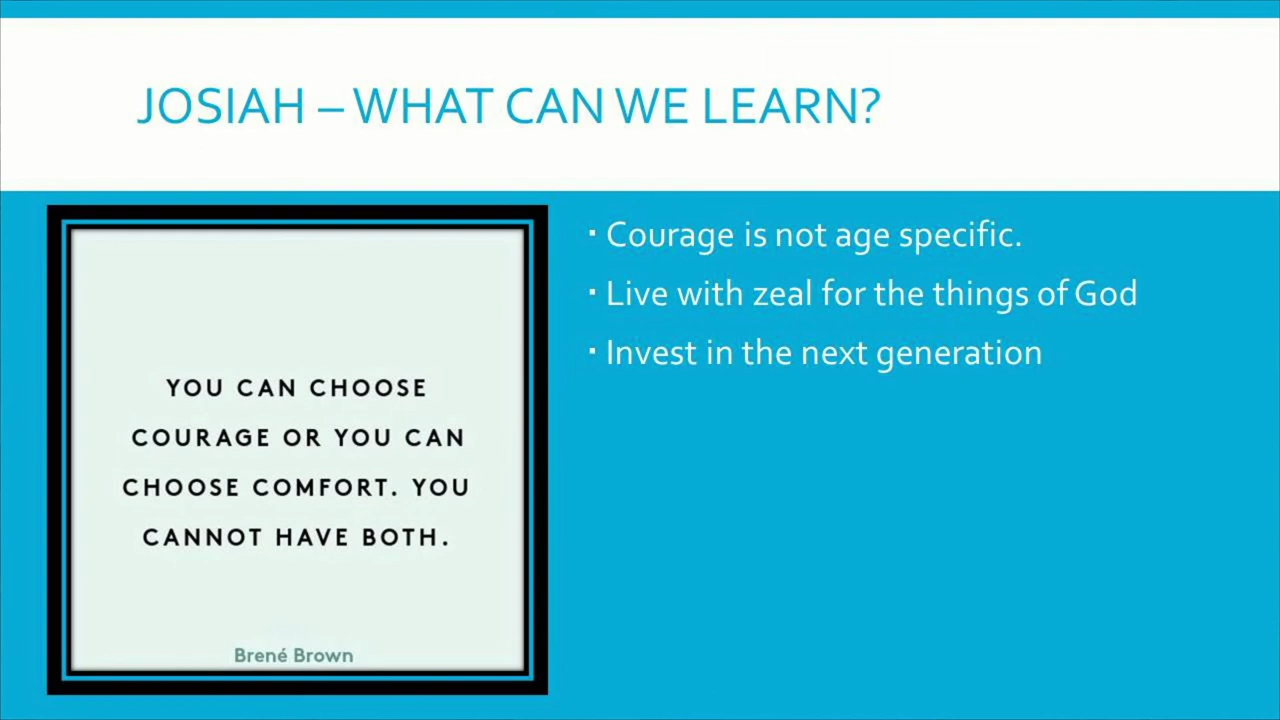 JOSIAH – WHAT CAN WE LEARN?
YOU CAN CHOOSE
COURAGE OR YOU CAN
CHOOSE COMFORT. YOU
CANNOT HAVE BOTH.
Brené Brown
▪ Courage is not age specific.
▪ Live with zeal for the things of God
▪ Invest in the next generation